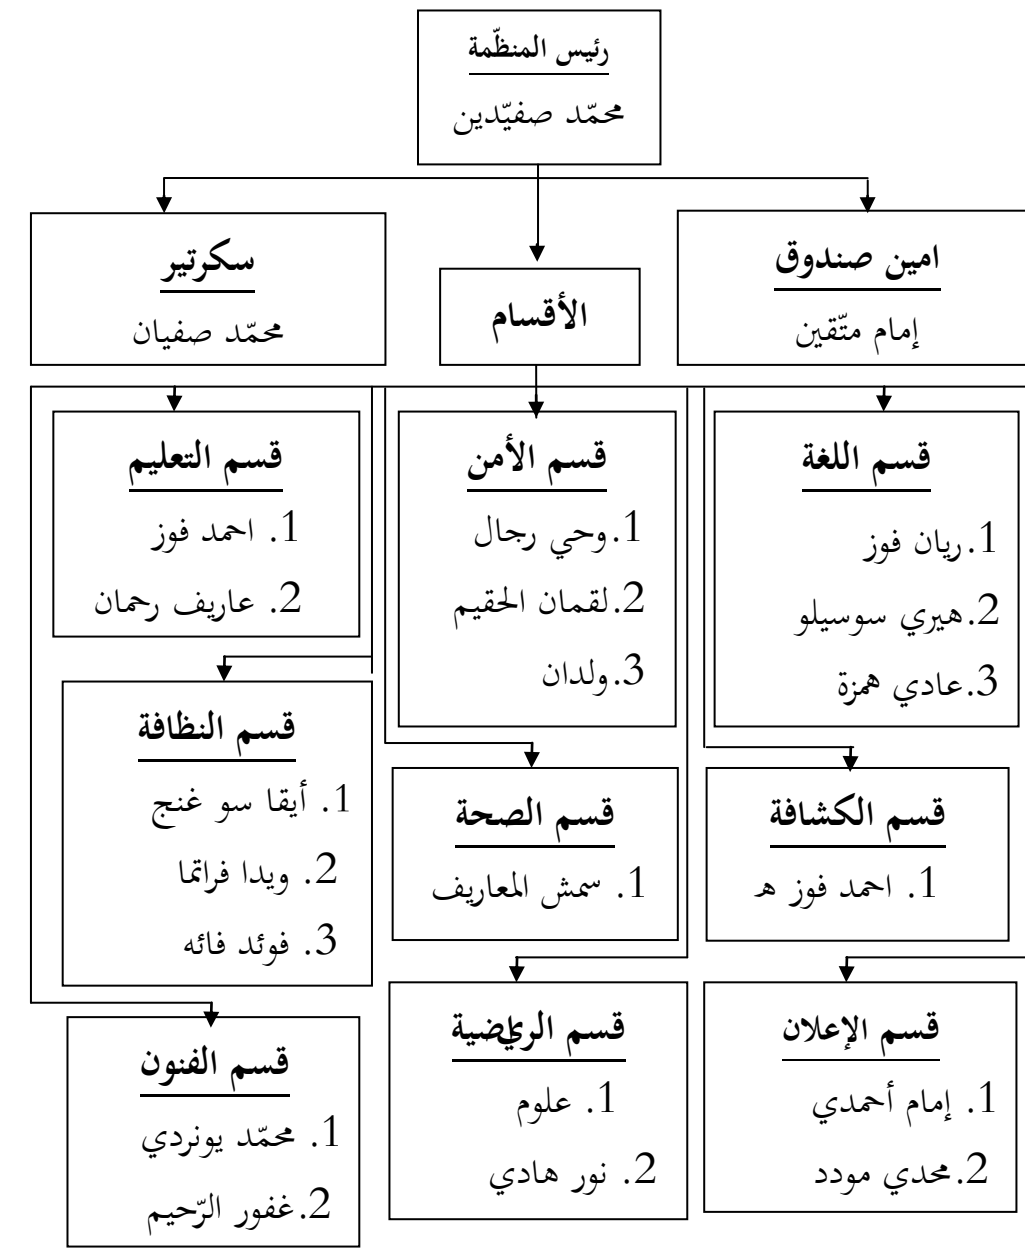 رئيس المنظّمة
محمّد صفيّدين
امين صندوق
إمام متّقين
الأقسام
سكرتير
محمّد صفيان
قسم اللغة
1.ريان فوز
2.هيري سوسيلو
3.عادي همزة
قسم الأمن
1.وحي رجال
2.لقمان الحقيم
3.ولدان
قسم التعليم
1. احمد فوز
2. عاريف رحمان
قسم الكشافة
1. احمد فوز هـ
قسم الصحة
1. سمش المعاريف
قسم النظافة
1. أيقا سو غنج
2. ويدا فراتما
3. فوئد فائه
قسم الإعلان
1. إمام أحمدي
2.محدي مودد
قسم الرياضية
1. علوم
2. نور هادي
قسم الفنون
1. محمّد يونردي
2.غفور الرّحيم